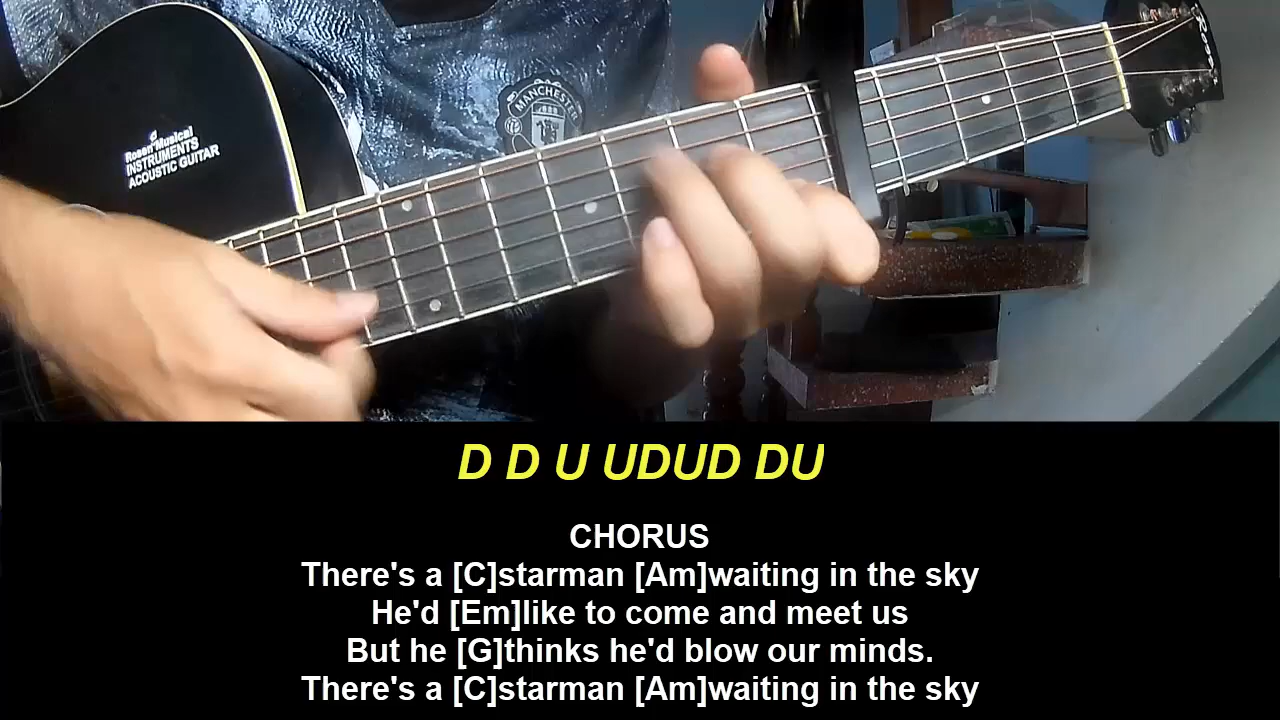 Rosen Musical
INSTRUMENTS
ACOUSTIC GUITAR
MANCHESTER
D D U UDUD DU
CHORUS
There's a [C]starman [Am]waiting in the sky
He'd [Em]like to come and meet us
But he [G]thinks he'd blow our minds.
There's a [C]starman [Am]waiting in the sky